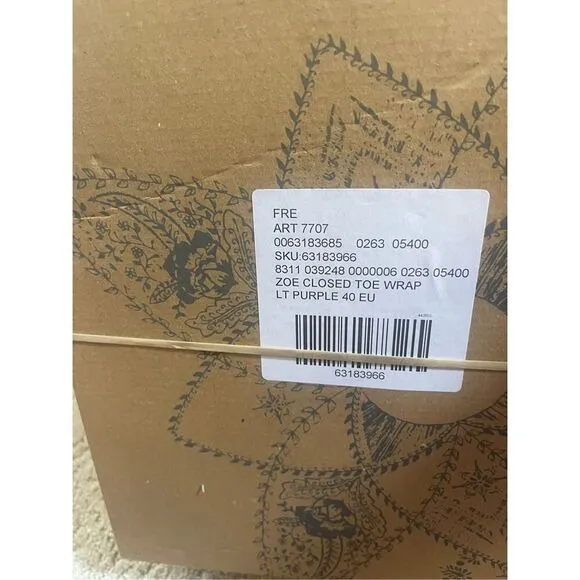 FRE
ART 7707
0063183685 0263 05400
SKU:63183966
8311 039248 0000006 0263 05400
ZOE CLOSED TOE WRAP
LT PURPLE 40 EU
63183966